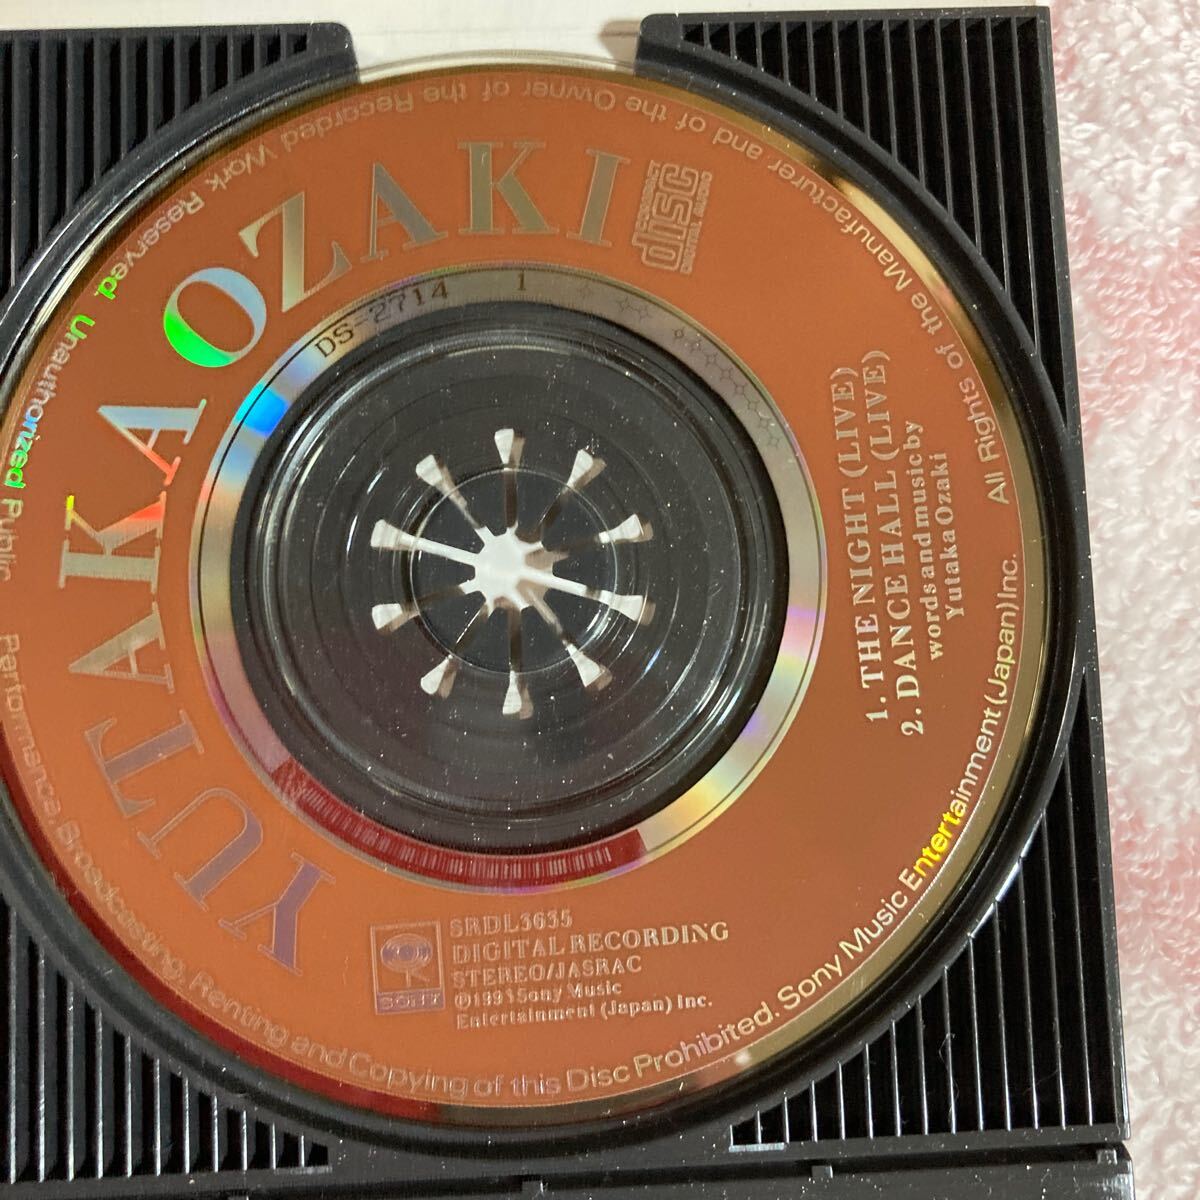 YUTAKA OZAKI
COMPACT
disc
DIGITAL AUDIO
DS-2714 1
1. THE NIGHT (LIVE)
2. DANCE HALL (LIVE)
words and music by
Yutaka Ozaki
SONY
SRDL3635
DIGITAL RECORDING
STEREO/JASRAC
℗1991 Sony Music
Entertainment (Japan) Inc.
All Rights of the Manufacturer and of the Owner of the Recorded Work Reserved. Unauthorized Public Performance, Broadcasting, Renting and Copying of this Disc Prohibited. Sony Music Entertainment (Japan) Inc.